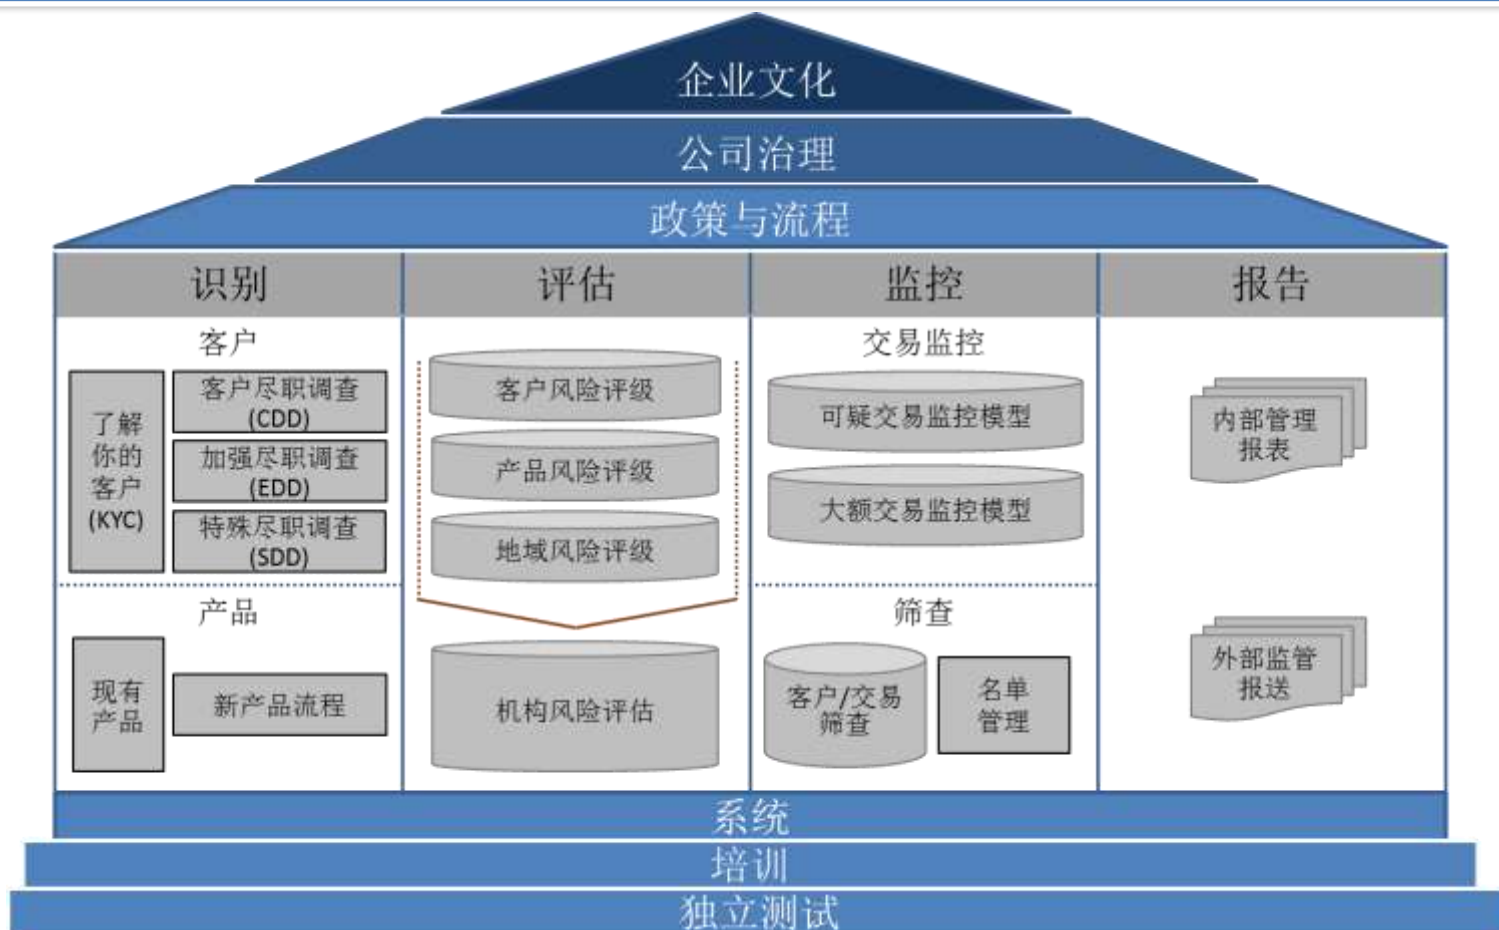 企业文化
公司治理
政策与流程
识别
评估
监控
报告
客户
了解
你的
客户
(KYC)
客户尽职调查
(CDD)
加强尽职调查
(EDD)
特殊尽职调查
(SDD)
产品
现有
产品
新产品流程
客户风险评级
产品风险评级
地域风险评级
机构风险评估
交易监控
可疑交易监控模型
大额交易监控模型
筛查
客户/交易
筛查
名单
管理
内部管理
报表
外部监管
报送
系统
培训
独立测试